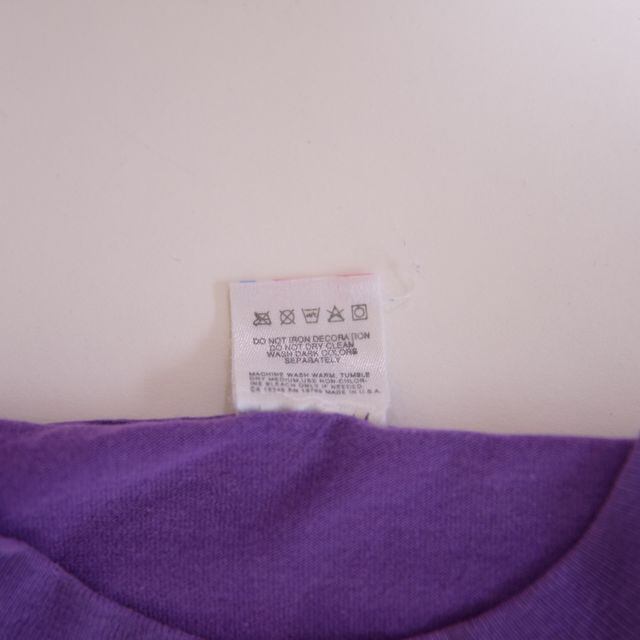 DO NOT IRON DECORATION
DO NOT DRY CLEAN
WASH DARK COLORS
SEPARATELY
MACHINE WASH WARM, TUMBLE
MADE IN U.S.A.